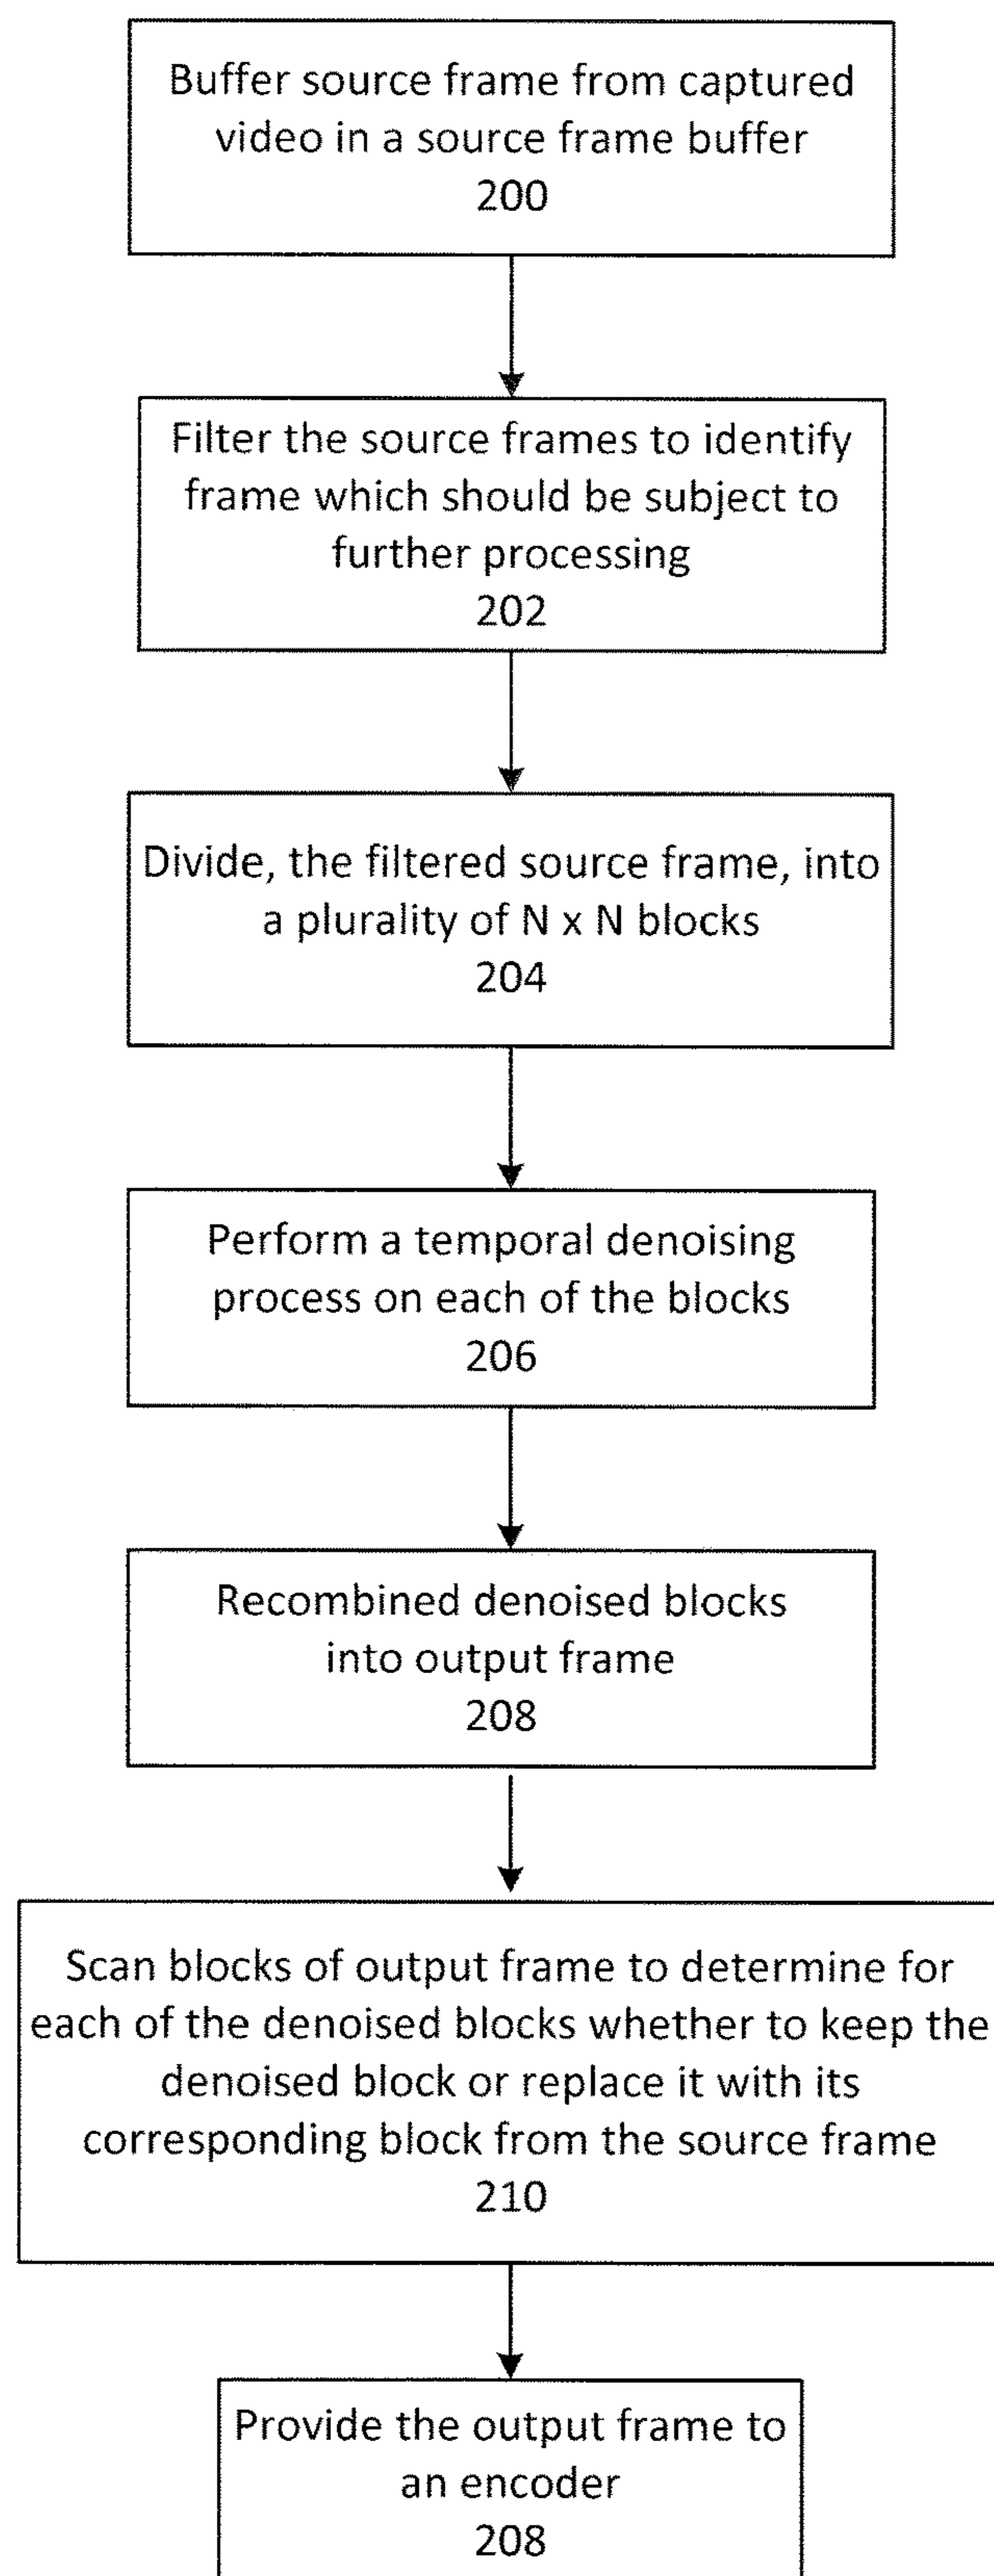 Buffer source frame from captured
video in a source frame buffer
200
Filter the source frames to identify
frame which should be subject to
further processing
202
Divide, the filtered source frame, into
a plurality of N x N blocks
204
Perform a temporal denoising
process on each of the blocks
206
Recombined denoised blocks
into output frame
208
Scan blocks of output frame to determine for
each of the denoised blocks whether to keep the
denoised block or replace it with its
corresponding block from the source frame
210
Provide the output frame to
an encoder
208